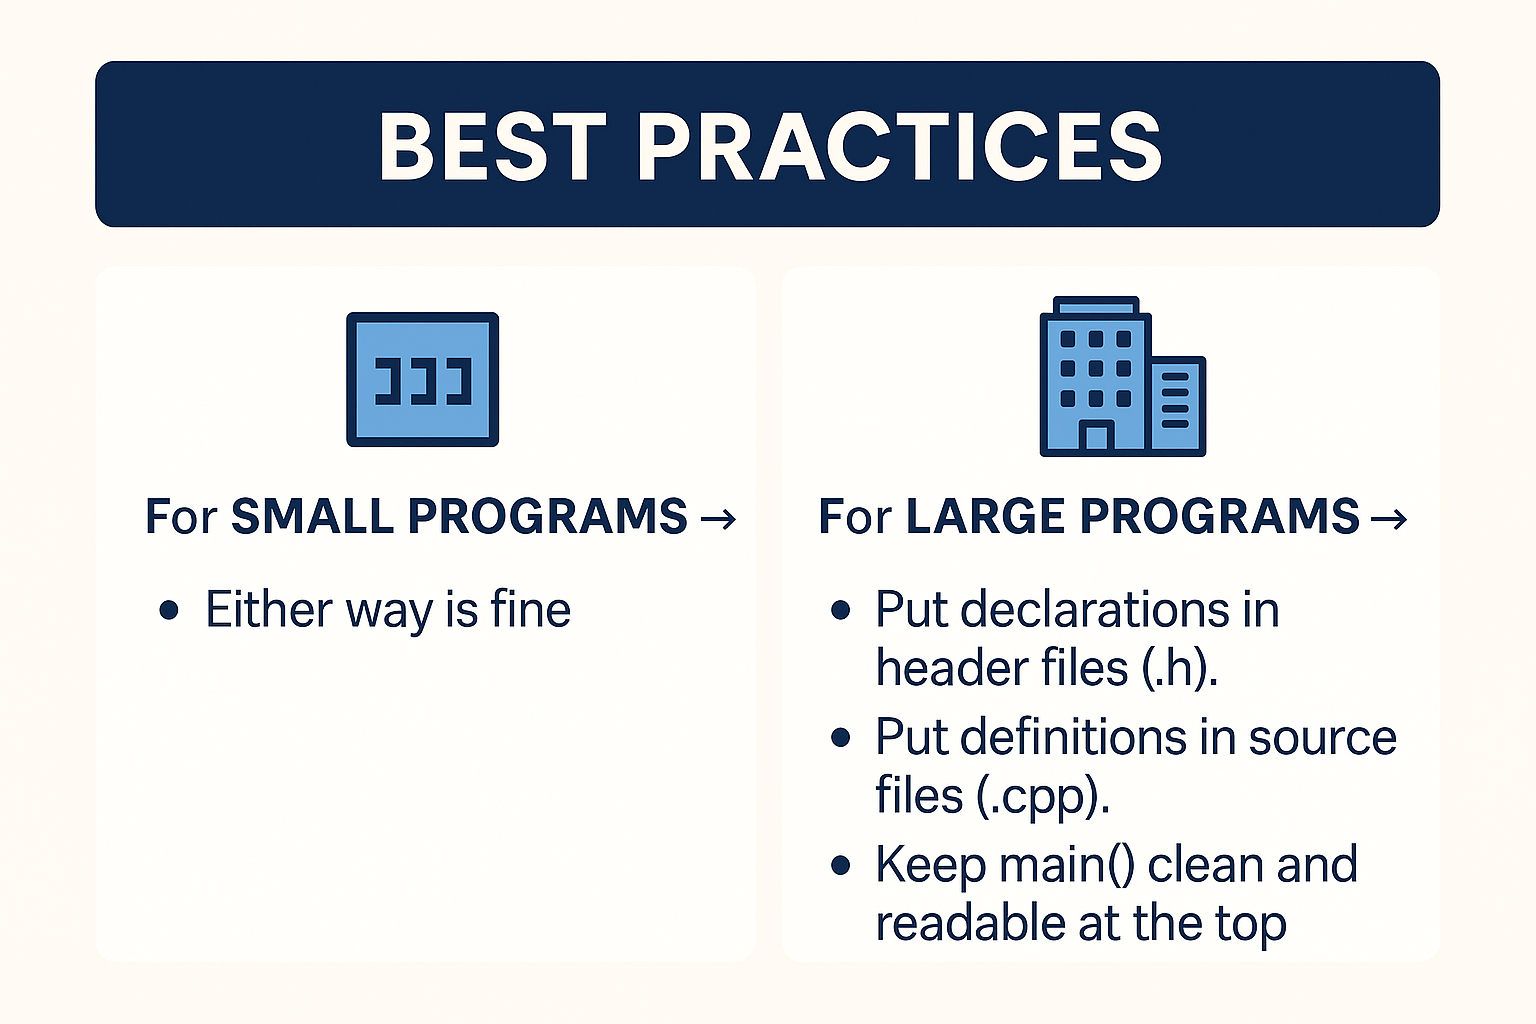 BEST PRACTICES
For SMALL PROGRAMS →
• Either way is fine
For LARGE PROGRAMS →
• Put declarations in
header files (.h).
• Put definitions in source
files (.cpp).
• Keep main() clean and
readable at the top